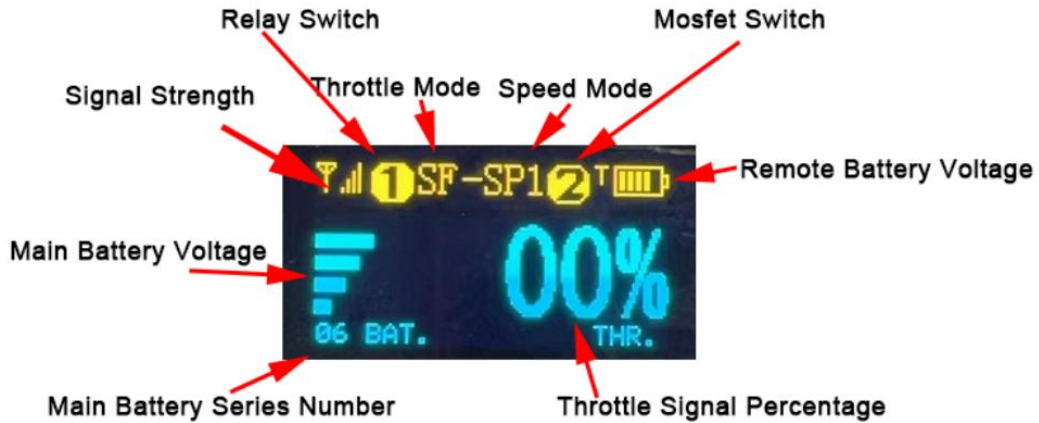 Relay Switch
Mosfet Switch
Signal Strength
Throttle Mode
Speed Mode
1 SF-SP1 2 T
Remote Battery Voltage
Main Battery Voltage
00%
06 BAT.
THR.
Main Battery Series Number
Throttle Signal Percentage